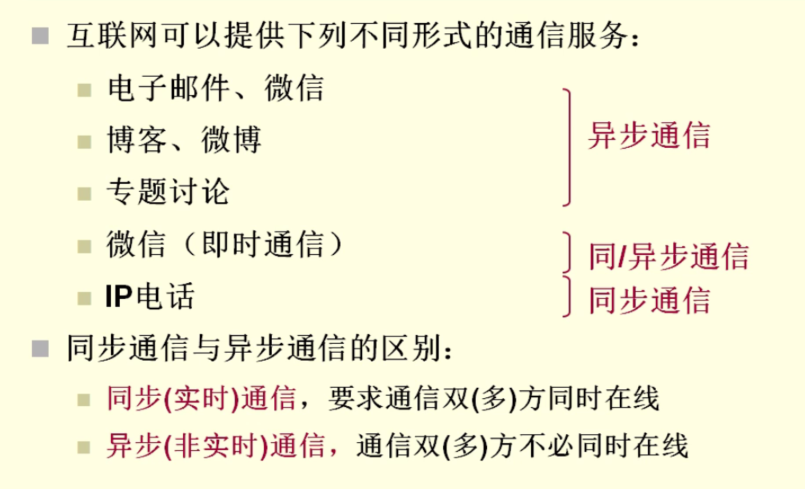 互联网可以提供下列不同形式的通信服务：
电子邮件、微信
博客、微博
异步通信
专题讨论
微信（即时通信）
同/异步通信
IP电话
同步通信
同步通信与异步通信的区别：
同步(实时)通信，要求通信双(多)方同时在线
异步(非实时)通信，通信双(多)方不必同时在线